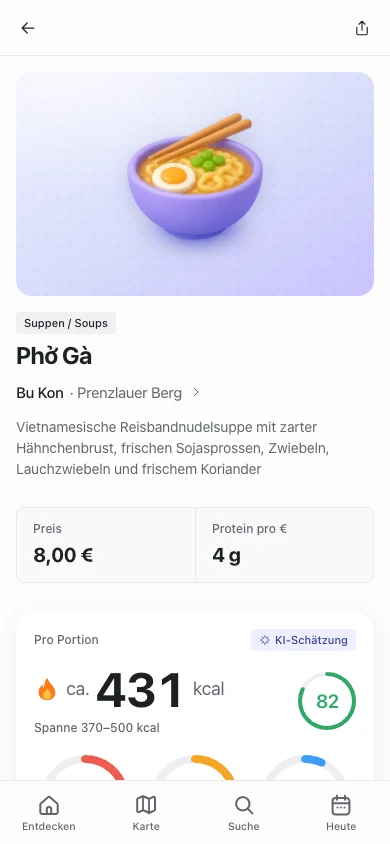 Suppen / Soups
Phở Gà
Bu Kon · Prenzlauer Berg
Vietnamesische Reisbandnudelsuppe mit zarter
Hähnchenbrust, frischen Sojasprossen, Zwiebeln,
Lauchzwiebeln und frischem Koriander
Preis
8,00 €
Protein pro €
4 g
Pro Portion
KI-Schätzung
ca. 431 kcal
82
Spanne 370–500 kcal
Entdecken
Karte
Suche
Heute